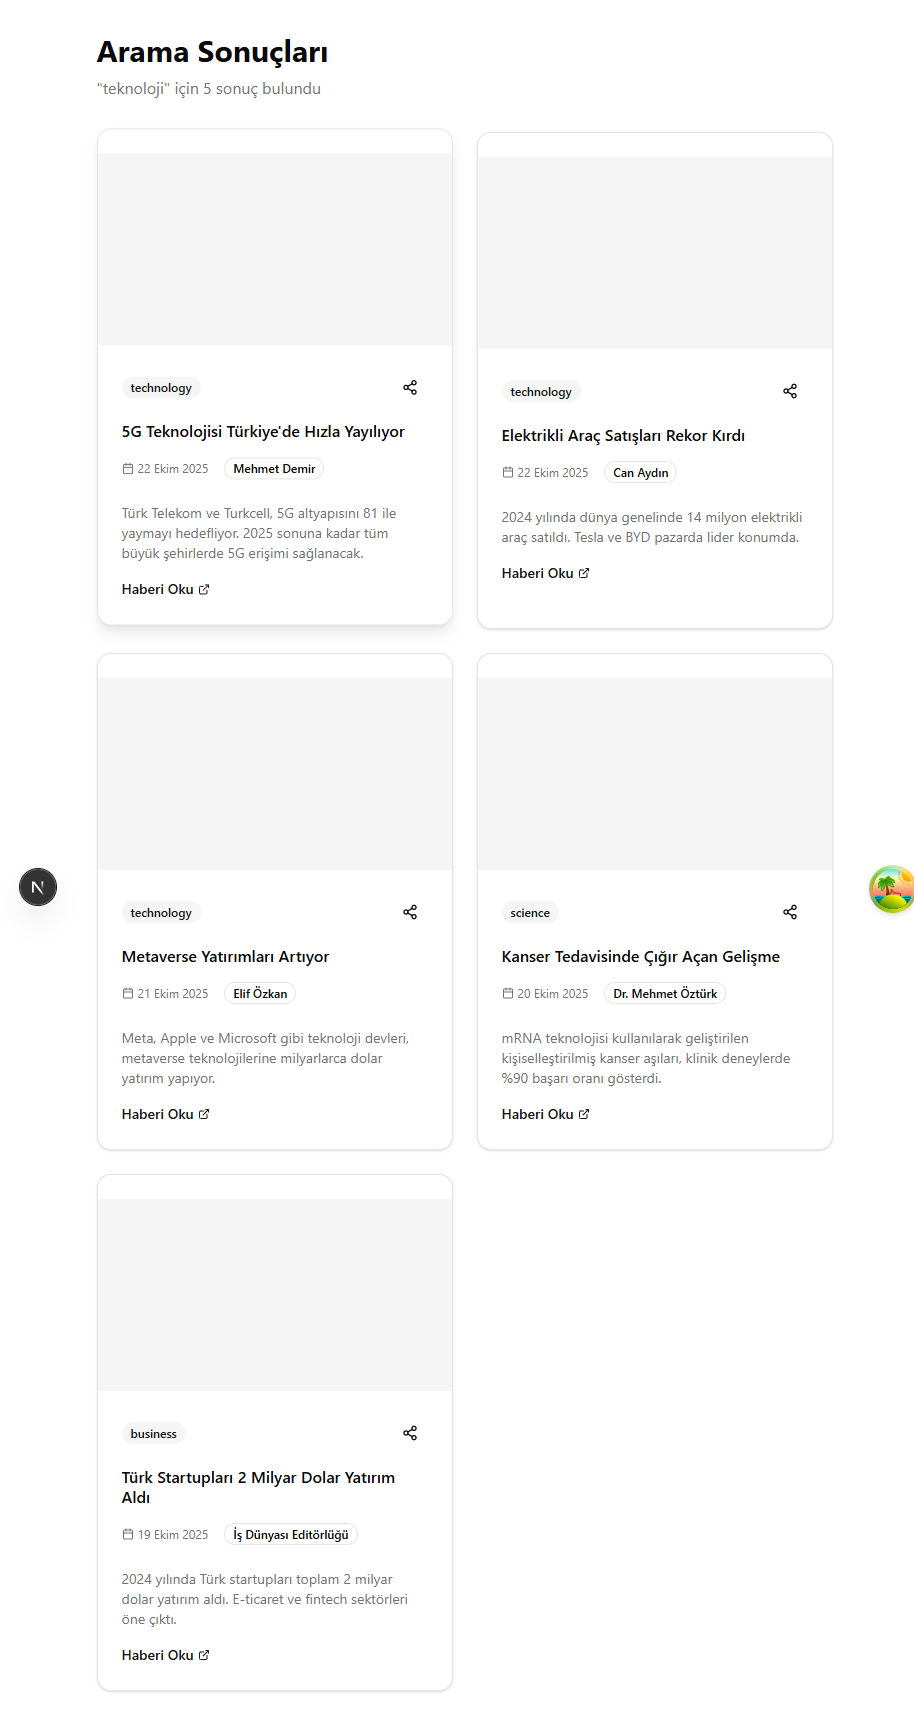 Arama Sonuçları
"teknoloji" için 5 sonuç bulundu
technology
5G Teknolojisi Türkiye'de Hızla Yayılıyor
22 Ekim 2025 Mehmet Demir
Türk Telekom ve Turkcell, 5G altyapısını 81 ile
yaymayı hedefliyor. 2025 sonuna kadar tüm
büyük şehirlerde 5G erişimi sağlanacak.
Haberi Oku
technology
Elektrikli Araç Satışları Rekor Kırdı
22 Ekim 2025 Can Aydın
2024 yılında dünya genelinde 14 milyon elektrikli
araç satıldı. Tesla ve BYD pazarda lider konumda.
Haberi Oku
technology
Metaverse Yatırımları Artıyor
21 Ekim 2025 Elif Özkan
Meta, Apple ve Microsoft gibi teknoloji devleri,
metaverse teknolojilerine milyarlarca dolar
yatırım yapıyor.
Haberi Oku
science
Kanser Tedavisinde Çığır Açan Gelişme
20 Ekim 2025 Dr. Mehmet Öztürk
mRNA teknolojisi kullanılarak geliştirilen
kişiselleştirilmiş kanser aşıları, klinik deneylerde
%90 başarı oranı gösterdi.
Haberi Oku
N
business
Türk Startupları 2 Milyar Dolar Yatırım
Aldı
19 Ekim 2025 İş Dünyası Editörlüğü
2024 yılında Türk startupları toplam 2 milyar
dolar yatırım aldı. E-ticaret ve fintech sektörleri
öne çıktı.
Haberi Oku